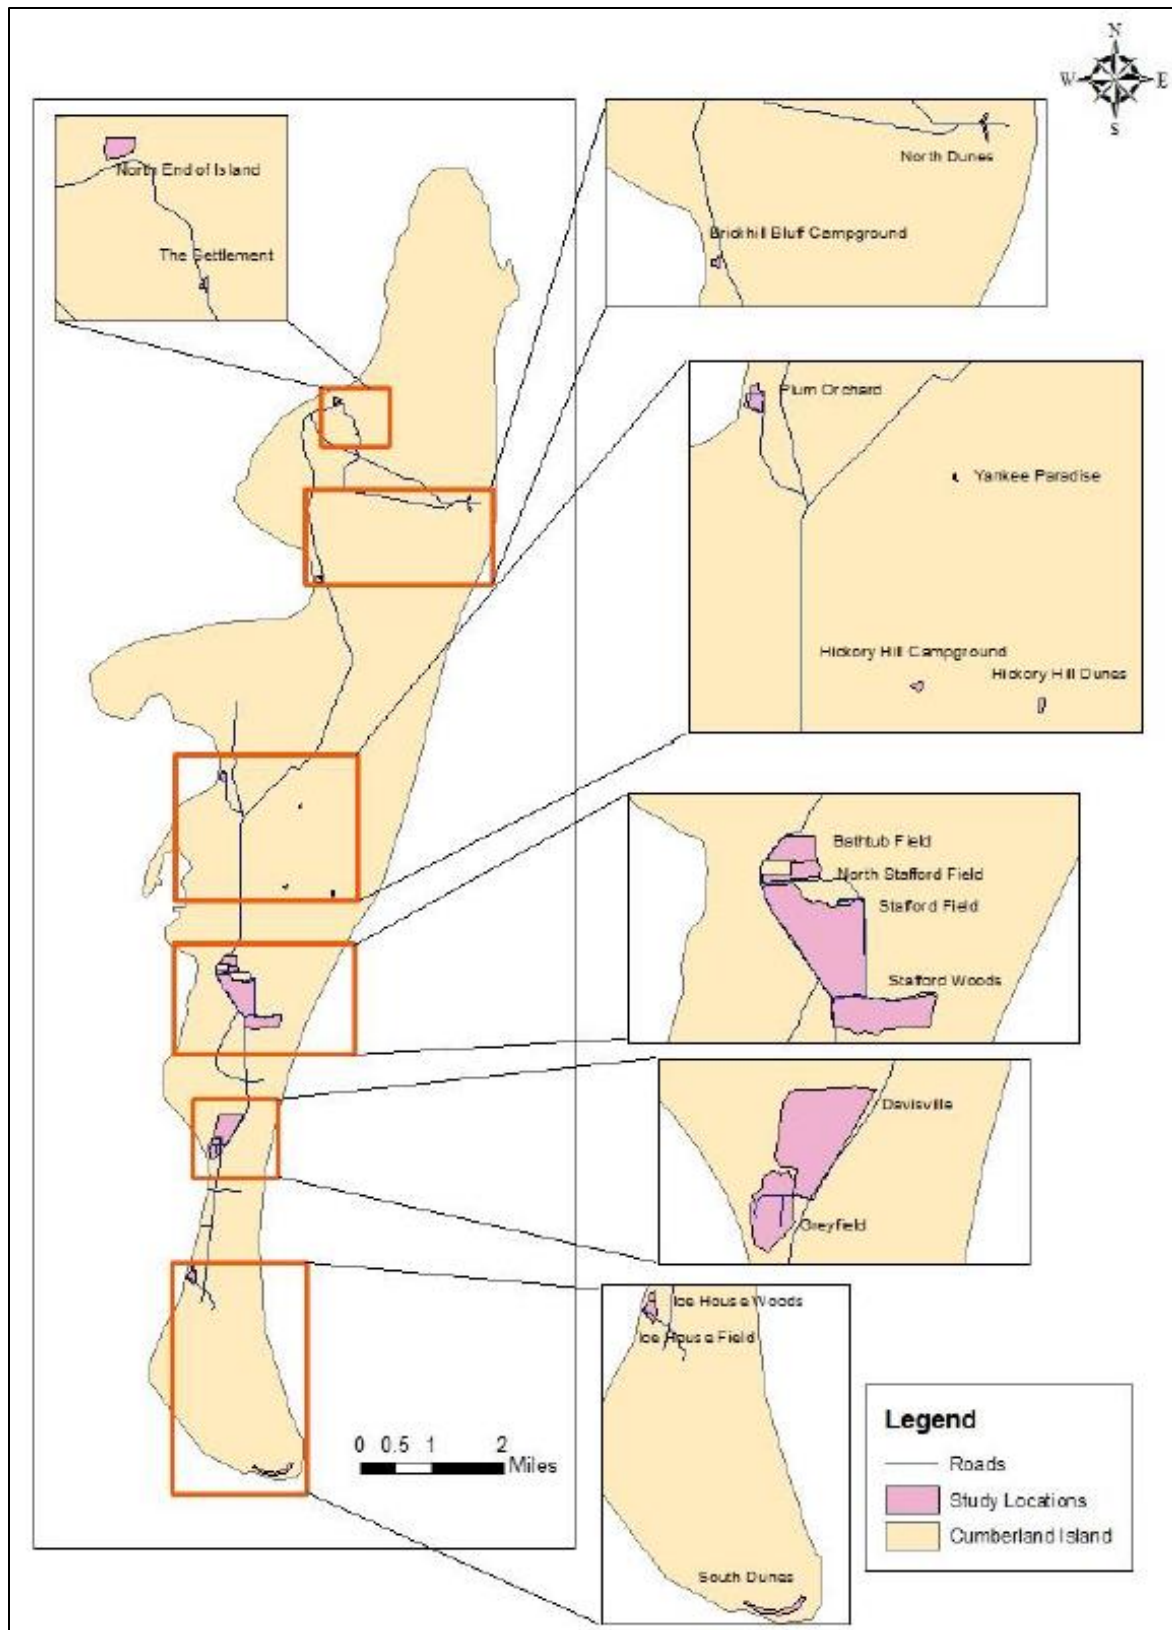 N
W E
S
North End of Island
The Settlement
North Dunes
Brickhill Bluff Campground
Plum Orchard
Yankee Paradise
Hickory Hill Campground
Hickory Hill Dunes
Bathtub Field
North Stafford Field
Stafford Field
Stafford Woods
Davisville
Greyfield
Ice House Woods
Ice House Field
South Dunes
0 0.5 1 2
Miles
Legend
Roads
Study Locations
Cumberland Island